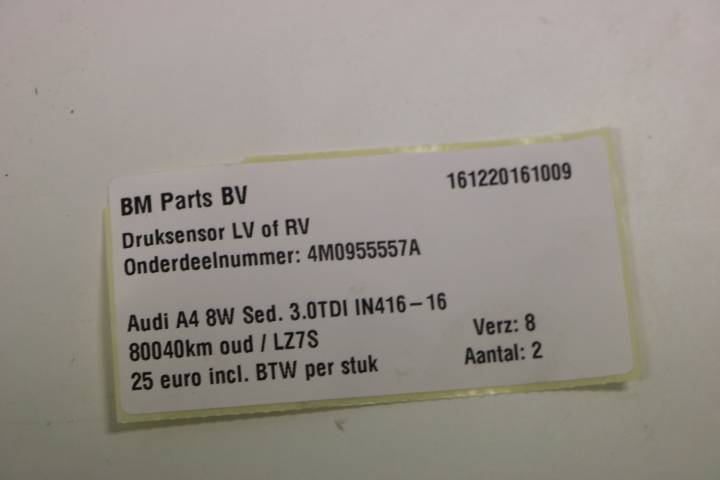 BM Parts BV 161220161009
Druksensor LV of RV
Onderdeelnummer: 4M0955557A
Audi A4 8W Sed. 3.0TDI IN416-16
80040km oud / LZ7S Verz: 8
25 euro incl. BTW per stuk Aantal: 2